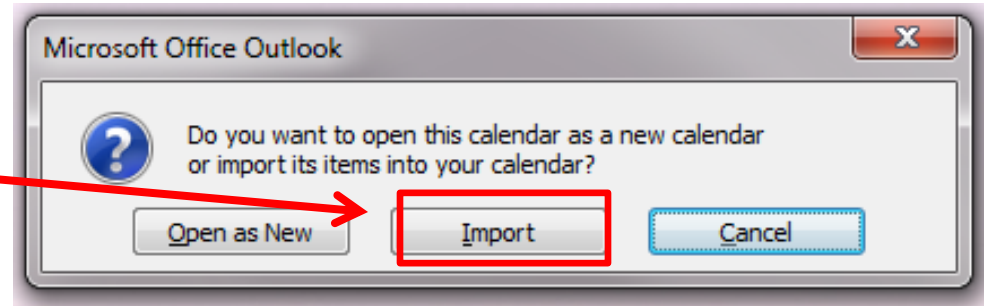 Microsoft Office Outlook
x
?
Do you want to open this calendar as a new calendar
or import its items into your calendar?
Open as New Import Cancel